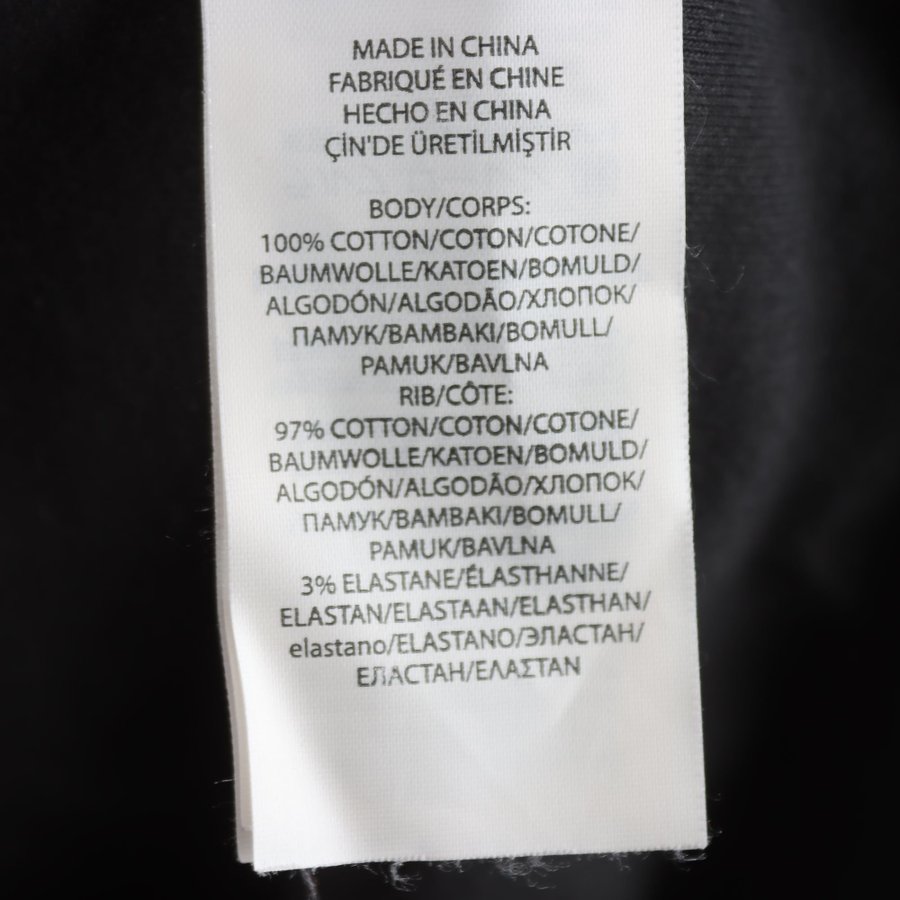 MADE IN CHINA
FABRIQUÉ EN CHINE
HECHO EN CHINA
ÇİN'DE ÜRETİLMİŞTİR
BODY/CORPS:
100% COTTON/COTON/COTONE/
BAUMWOLLE/KATOEN/BOMULD/
ALGODÓN/ALGODÃO/ХЛОПОК/
ПАМУК/ΒΑΜΒΑΚΙ/BOMULL/
PAMUK/BAVLNA
RIB/CÔTE:
97% COTTON/COTON/COTONE/
BAUMWOLLE/KATOEN/BOMULD/
ALGODÓN/ALGODÃO/ХЛОПОК/
ПАМУК/ΒΑΜΒΑΚΙ/BOMULL/
PAMUK/BAVLNA
3% ELASTANE/ÉLASTHANNE/
ELASTAN/ELASTAAN/ELASTHAN/
elastano/ELASTANO/ЭЛАСТАН/
ЕЛАСТАН/ΕΛΑΣΤΑΝ